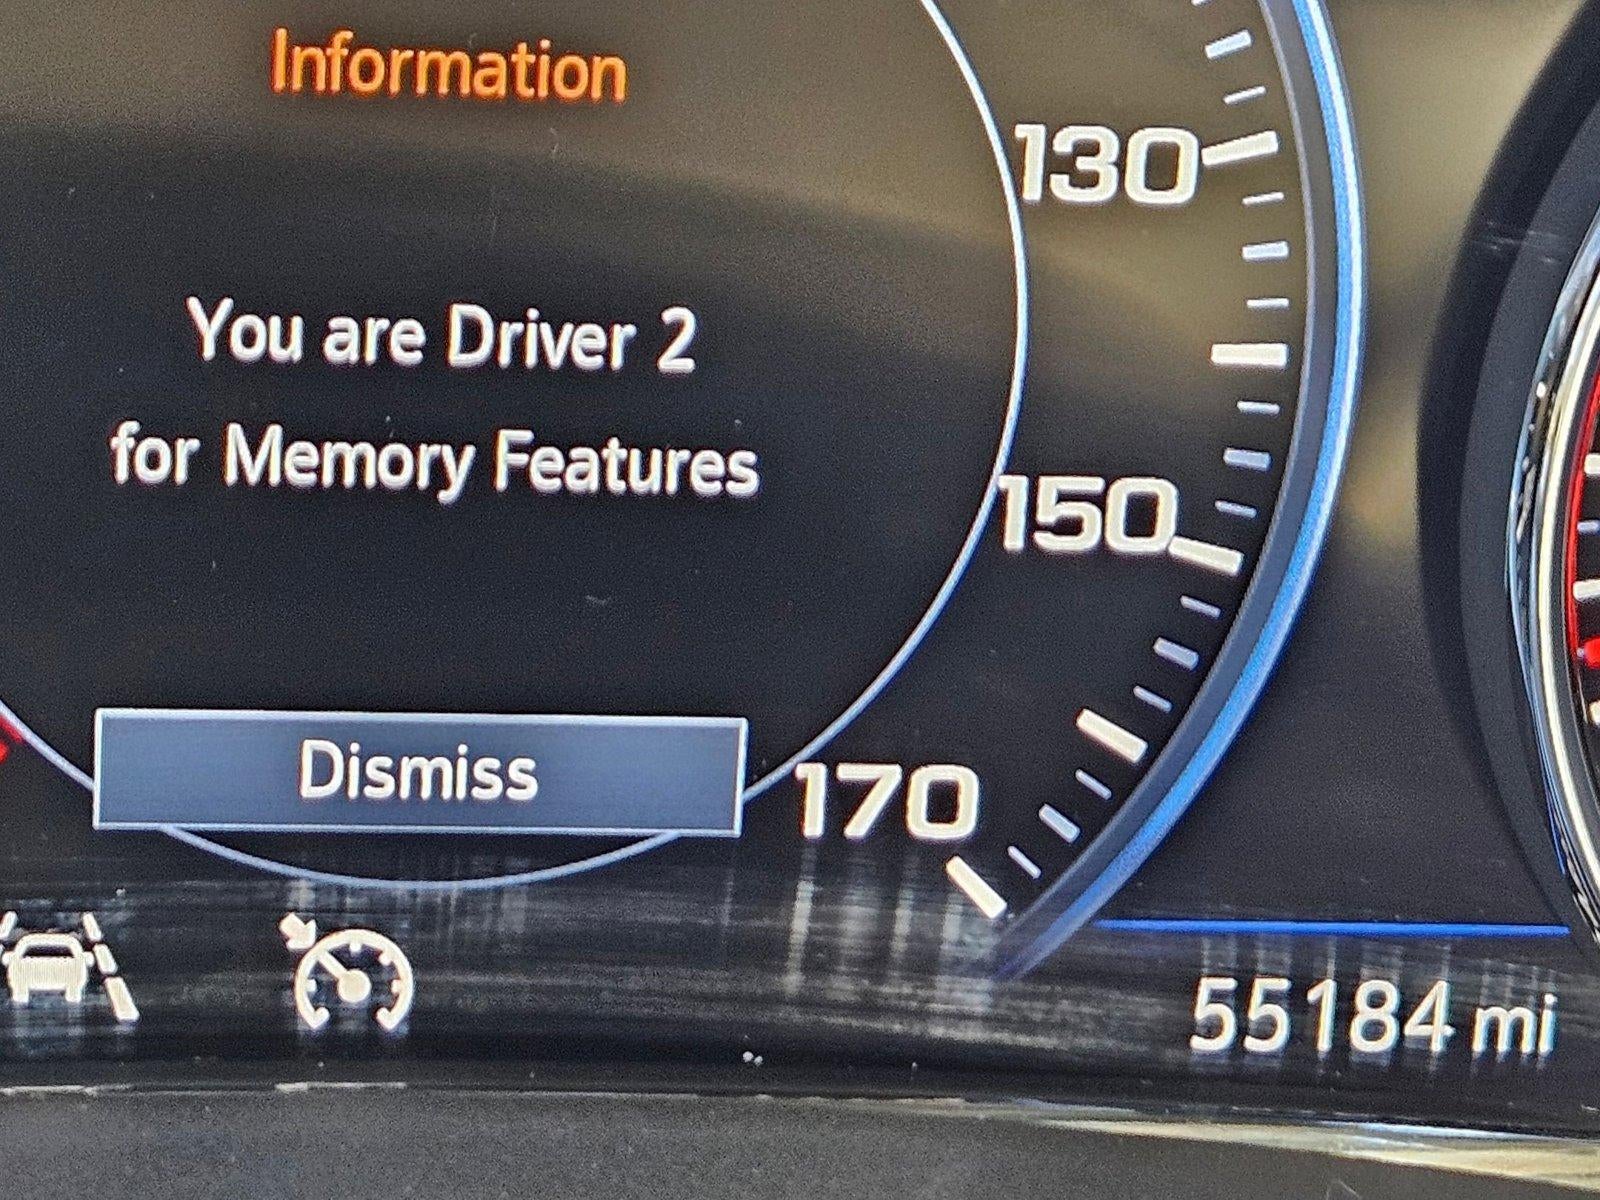 Information
130
You are Driver 2
for Memory Features
150
Dismiss
170
55184 mi